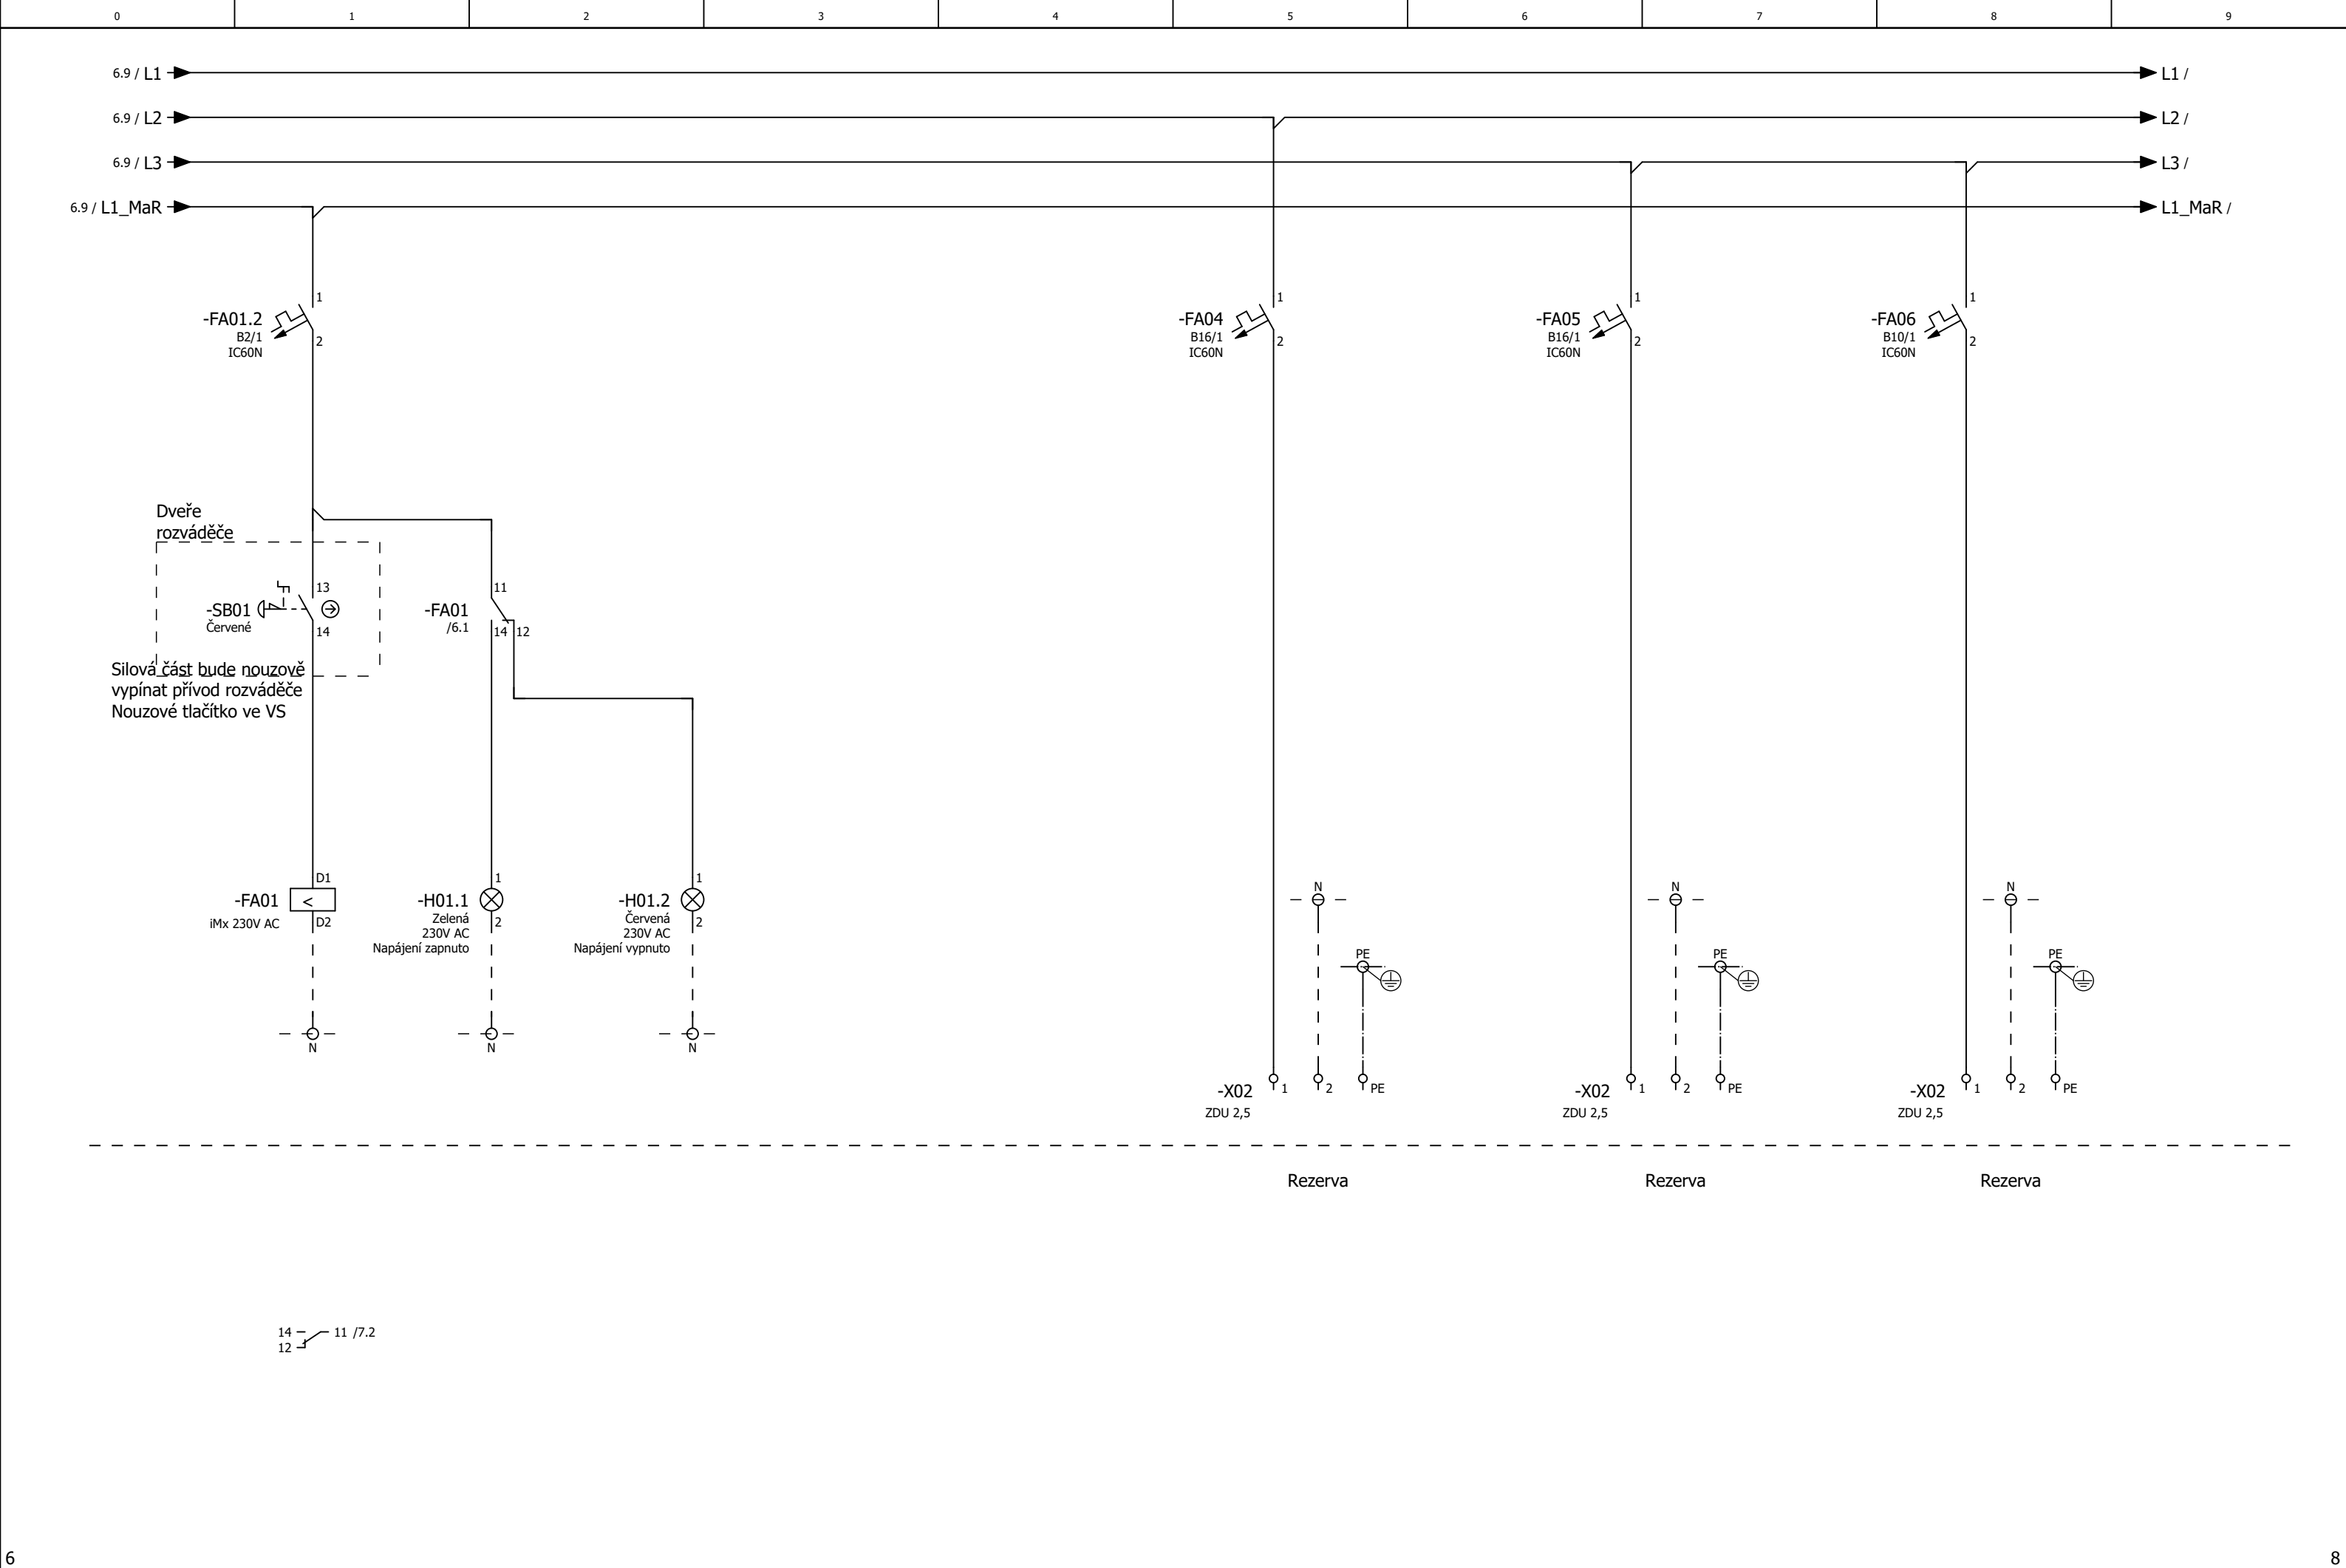 0 1 2 3 4 5 6 7 8 9
6.9 / L1 L1 /
6.9 / L2 L2 /
6.9 / L3 L3 /
6.9 / L1_MaR L1_MaR /
1 1 1 1
-FA01.2 -FA04 -FA05 -FA06
B2/1 B16/1 B16/1 B10/1
2 2 2 2
IC60N IC60N IC60N IC60N
Dveře
rozváděče
13 11
-SB01 -FA01
Červené /6.1
14 14 12
Silová část bude nouzově
vypínat přívod rozváděče
Nouzové tlačítko ve VS
D1 1 1 N N N
-FA01 < -H01.1 -H01.2
iMx 230V AC D2 Zelená 2 Červená 2
230V AC 230V AC
Napájení zapnuto Napájení vypnuto
PE PE PE
N N N
-X02 1 2 PE -X02 1 2 PE -X02 1 2 PE
ZDU 2,5 ZDU 2,5 ZDU 2,5
Rezerva Rezerva Rezerva
14 11 /7.2
12
6 8